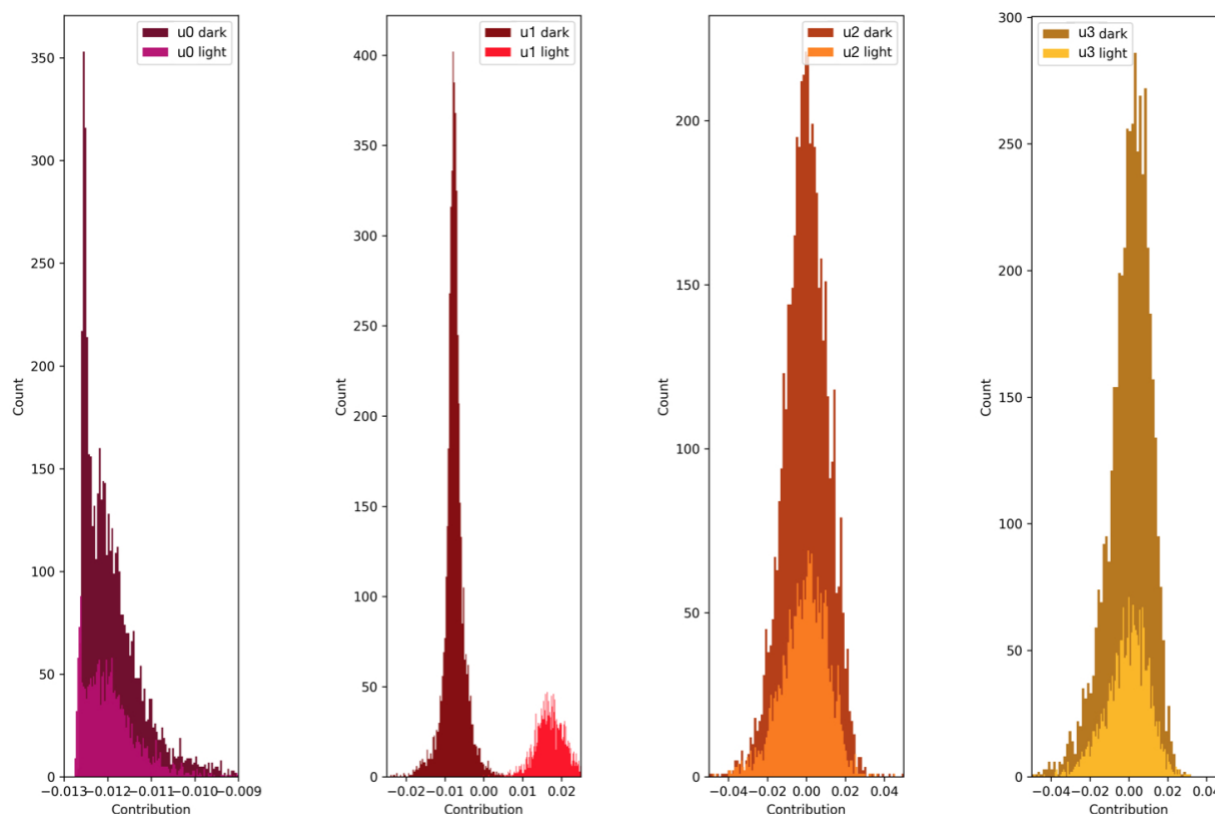 u0 dark
u0 light
350
300
250
200
150
100
50
0
Count
−0.013−0.012−0.011−0.010−0.009
Contribution
u1 dark
u1 light
400
350
300
250
200
150
100
50
0
Count
−0.02−0.01 0.00 0.01 0.02
Contribution
u2 dark
u2 light
200
150
100
50
0
Count
−0.04 −0.02 0.00 0.02 0.04
Contribution
u3 dark
u3 light
300
250
200
150
100
50
0
Count
−0.04−0.02 0.00 0.02 0.04
Contribution